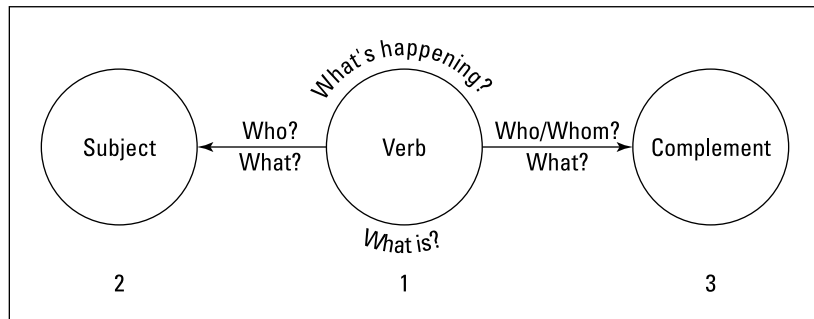 What's happening?
Who?
Who/Whom?
Subject
Verb
Complement
What?
What?
What is?
2
1
3